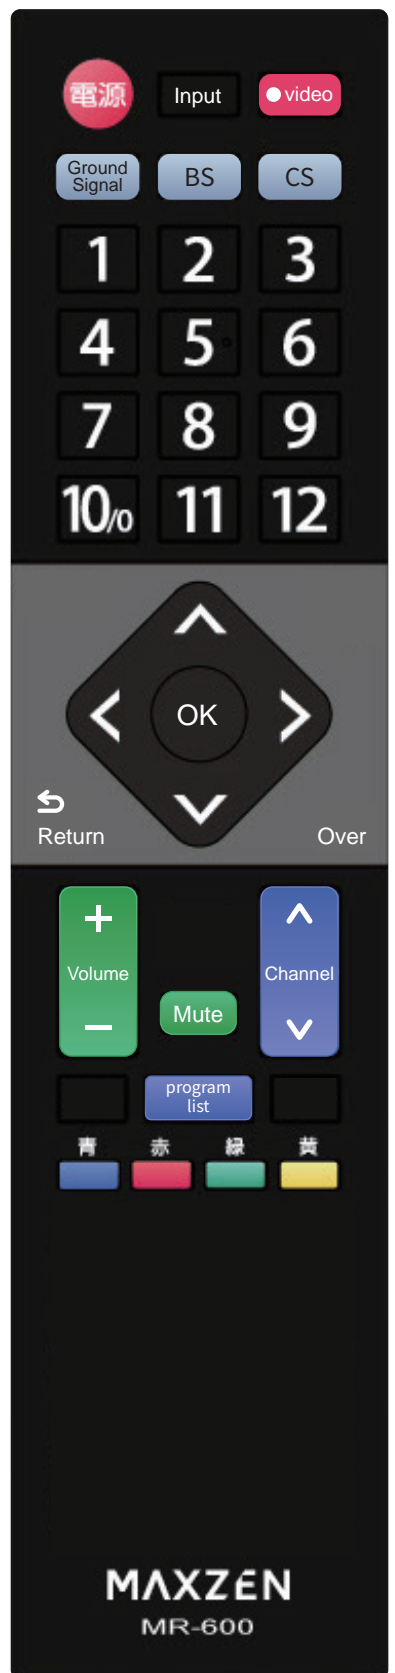 電源 Input video
Ground
Signal
BS CS
1 2 3
4 5 6
7 8 9
10/0 11 12
OK
Return Over
Volume Channel
Mute
program
list
青 赤 緑 黄
MAXZEN
MR-600